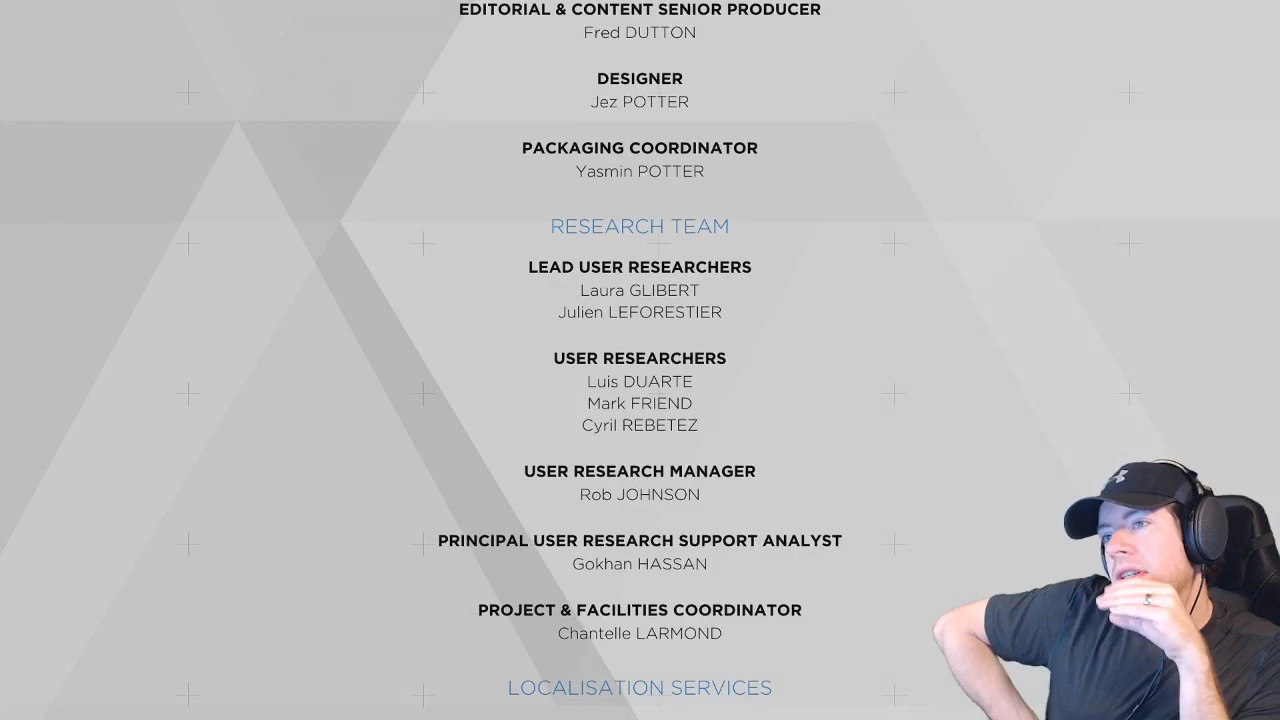 EDITORIAL & CONTENT SENIOR PRODUCER
Fred DUTTON
DESIGNER
Jez POTTER
PACKAGING COORDINATOR
Yasmin POTTER
RESEARCH TEAM
LEAD USER RESEARCHERS
Laura GLIBERT
Julien LEFORESTIER
USER RESEARCHERS
Luis DUARTE
Mark FRIEND
Cyril REBETEZ
USER RESEARCH MANAGER
Rob JOHNSON
PRINCIPAL USER RESEARCH SUPPORT ANALYST
Gokhan HASSAN
PROJECT & FACILITIES COORDINATOR
Chantelle LARMOND
LOCALISATION SERVICES